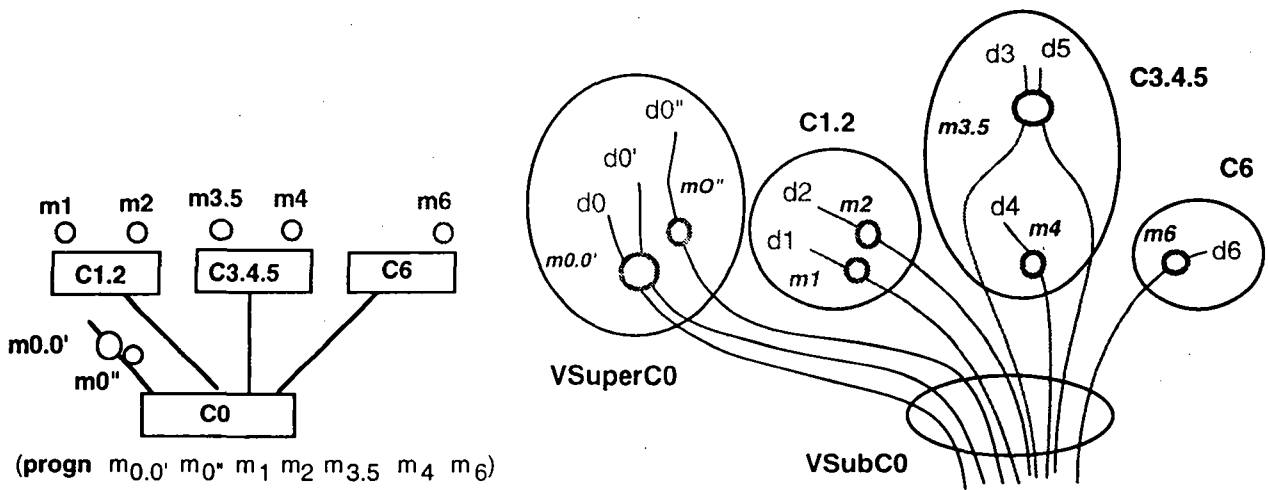 m1 m2 m3.5 m4 m6
C1.2 C3.4.5 C6
m0.0'
m0"
C0
(progn m0.0' m0" m1 m2 m3.5 m4 m6)
d3 d5
C3.4.5
m3.5
d0"
C1.2
d0'
C6
d0
m0"
d2 m2
d4
m4
m6
d1
d6
m0.0'
m1
VSuperC0
VSubC0